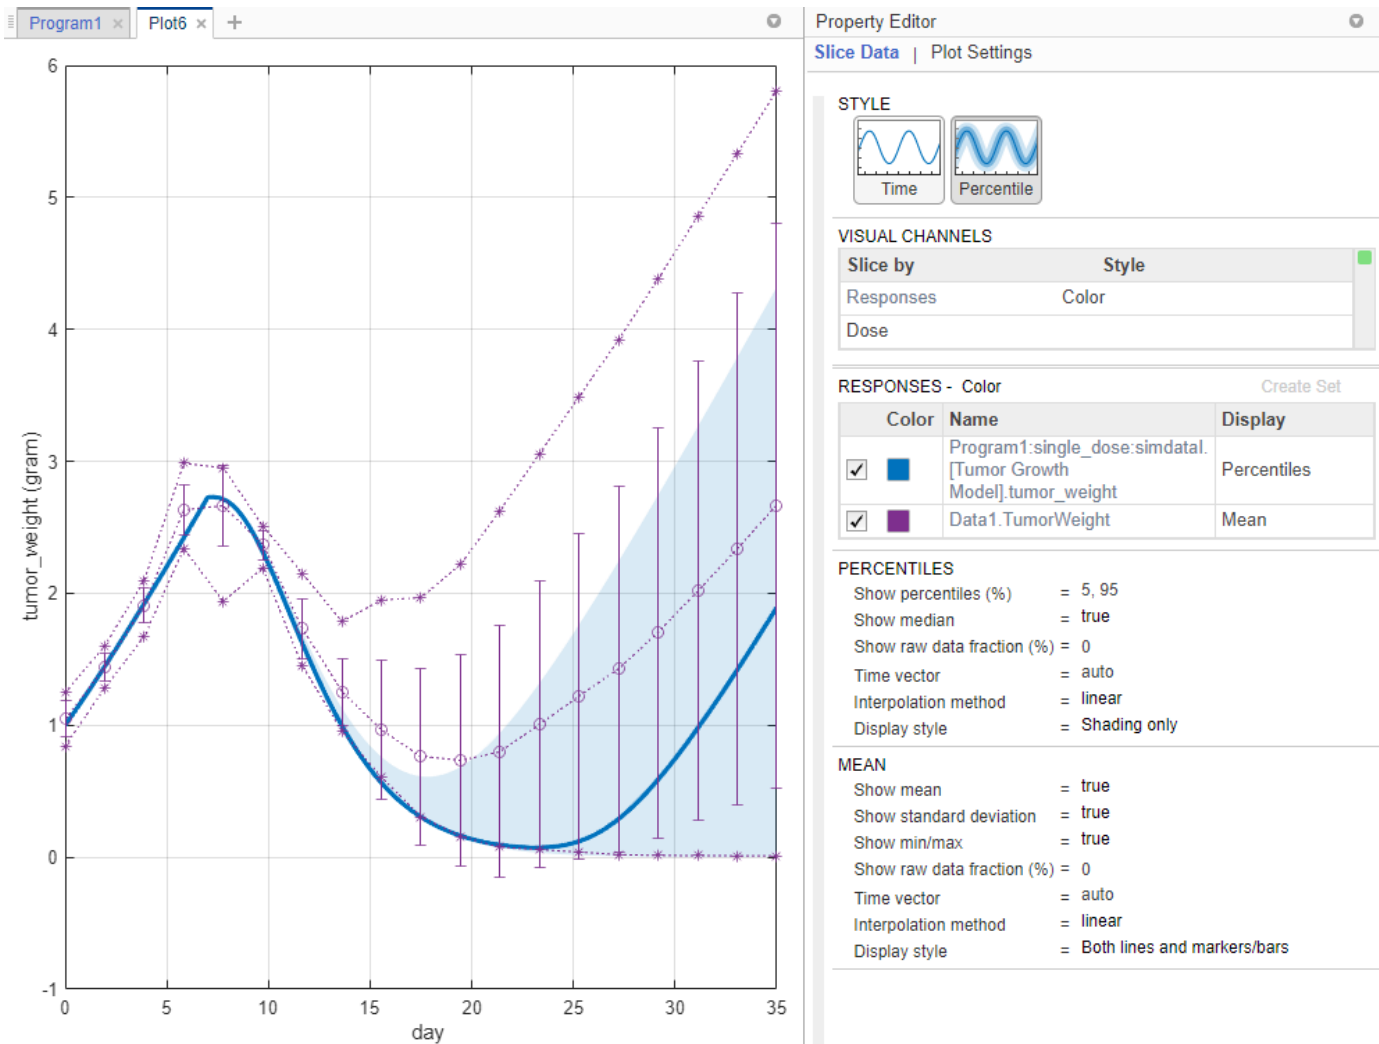 Program1 × Plot6 × +
6
5
4
3
2
1
0
-1
tumor_weight (gram)
0 5 10 15 20 25 30 35
day
Property Editor
Slice Data | Plot Settings
STYLE
Time Percentile
VISUAL CHANNELS
Slice by Style
Responses Color
Dose
RESPONSES - Color Create Set
Color Name Display
Program1:single_dose:simdataI.
[Tumor Growth
Model].tumor_weight
Percentiles
Data1.TumorWeight Mean
PERCENTILES
Show percentiles (%) = 5, 95
Show median = true
Show raw data fraction (%) = 0
Time vector = auto
Interpolation method = linear
Display style = Shading only
MEAN
Show mean = true
Show standard deviation = true
Show min/max = true
Show raw data fraction (%) = 0
Time vector = auto
Interpolation method = linear
Display style = Both lines and markers/bars